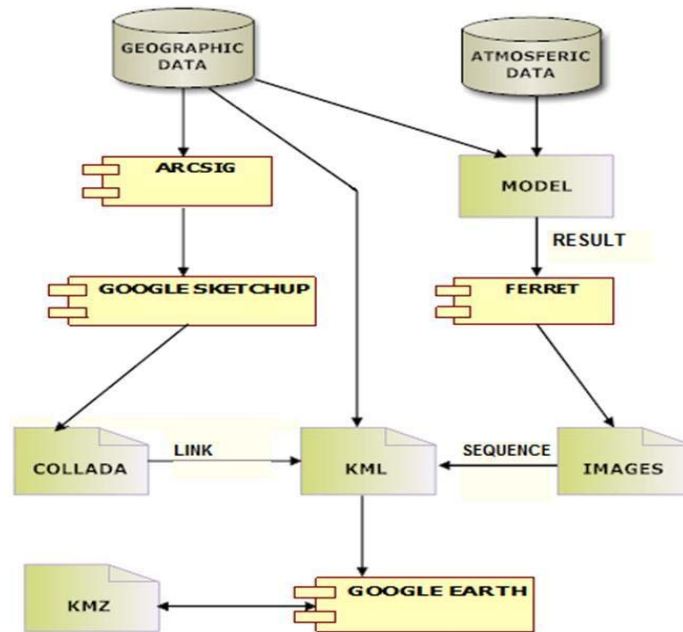 GEOGRAPHIC
DATA
ATMOSFERIC
DATA
ARCSIG
MODEL
RESULT
GOOGLE SKETCHUP
FERRET
COLLADA
LINK
KML
SEQUENCE
IMAGES
KMZ
GOOGLE EARTH